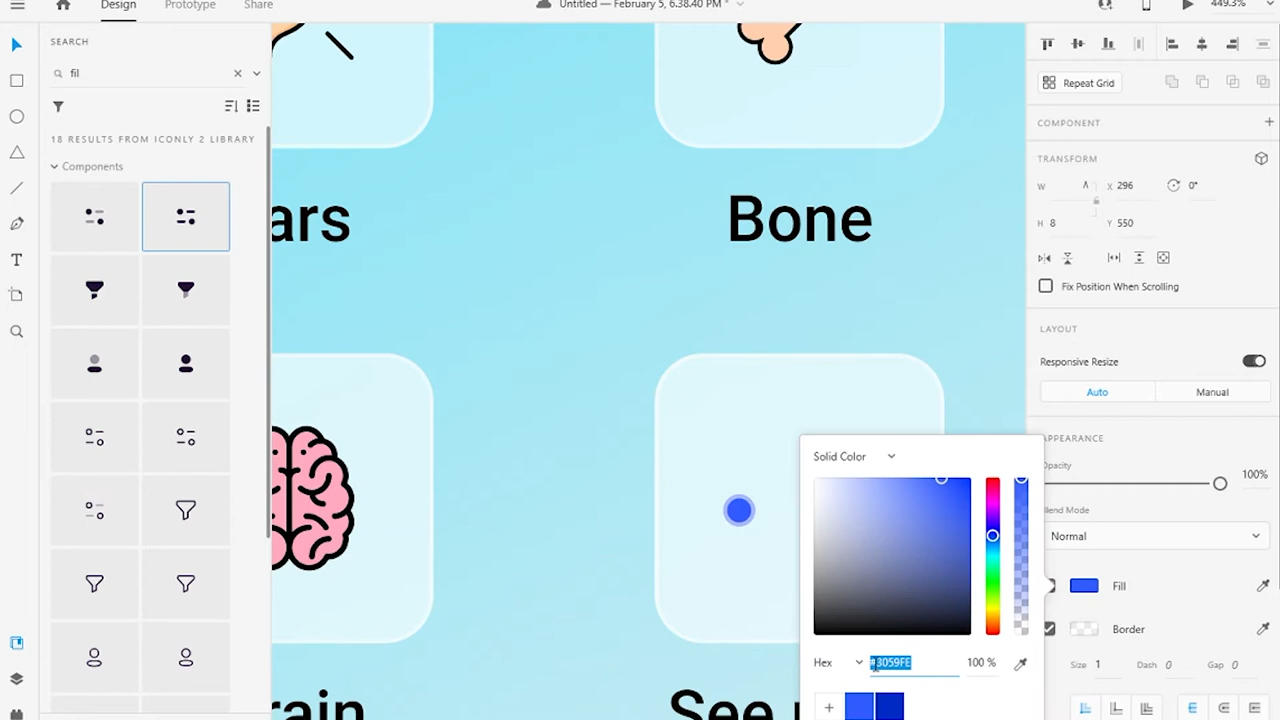 Design Prototype Share
Untitled — February 5, 6.38.40 PM *
449.3%
SEARCH
fil
18 RESULTS FROM ICONLY 2 LIBRARY
Components
ars
Bone
rain
See
Repeat Grid
COMPONENT
TRANSFORM
W X 296 0°
H 8 Y 550
Fix Position When Scrolling
LAYOUT
Responsive Resize
Auto Manual
APPEARANCE
Opacity
100%
Blend Mode
Normal
Fill
Border
Size 1 Dash 0 Gap 0
Solid Color
Hex #3059FE 100 %